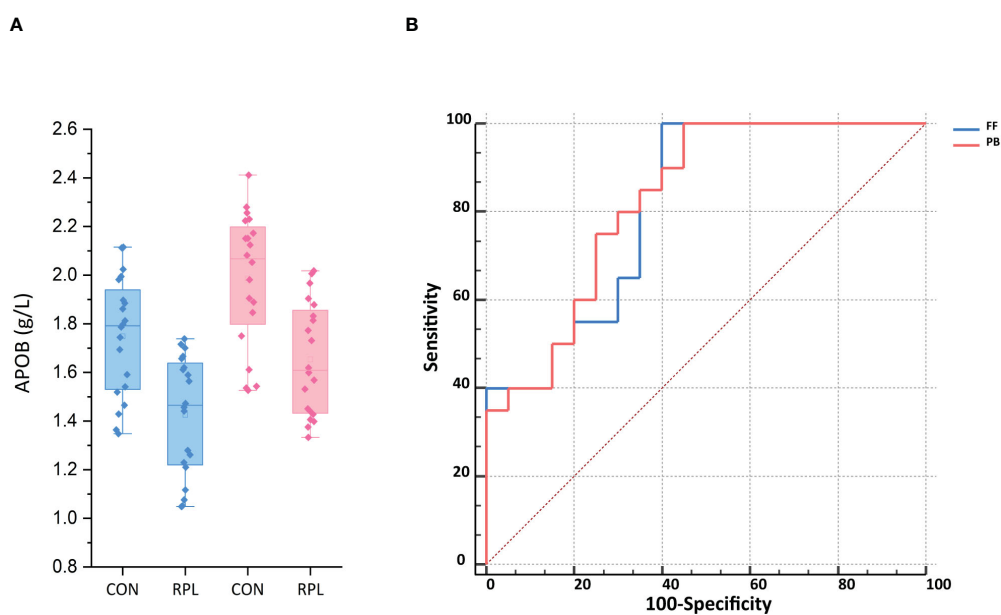 A
B
2.6
2.4
2.2
2.0
1.8
1.6
1.4
1.2
1.0
0.8
APOB (g/L)
CON RPL CON RPL
100
80
60
40
20
0
Sensitivity
0 20 40 60 80 100
100-Specificity
FF
PB